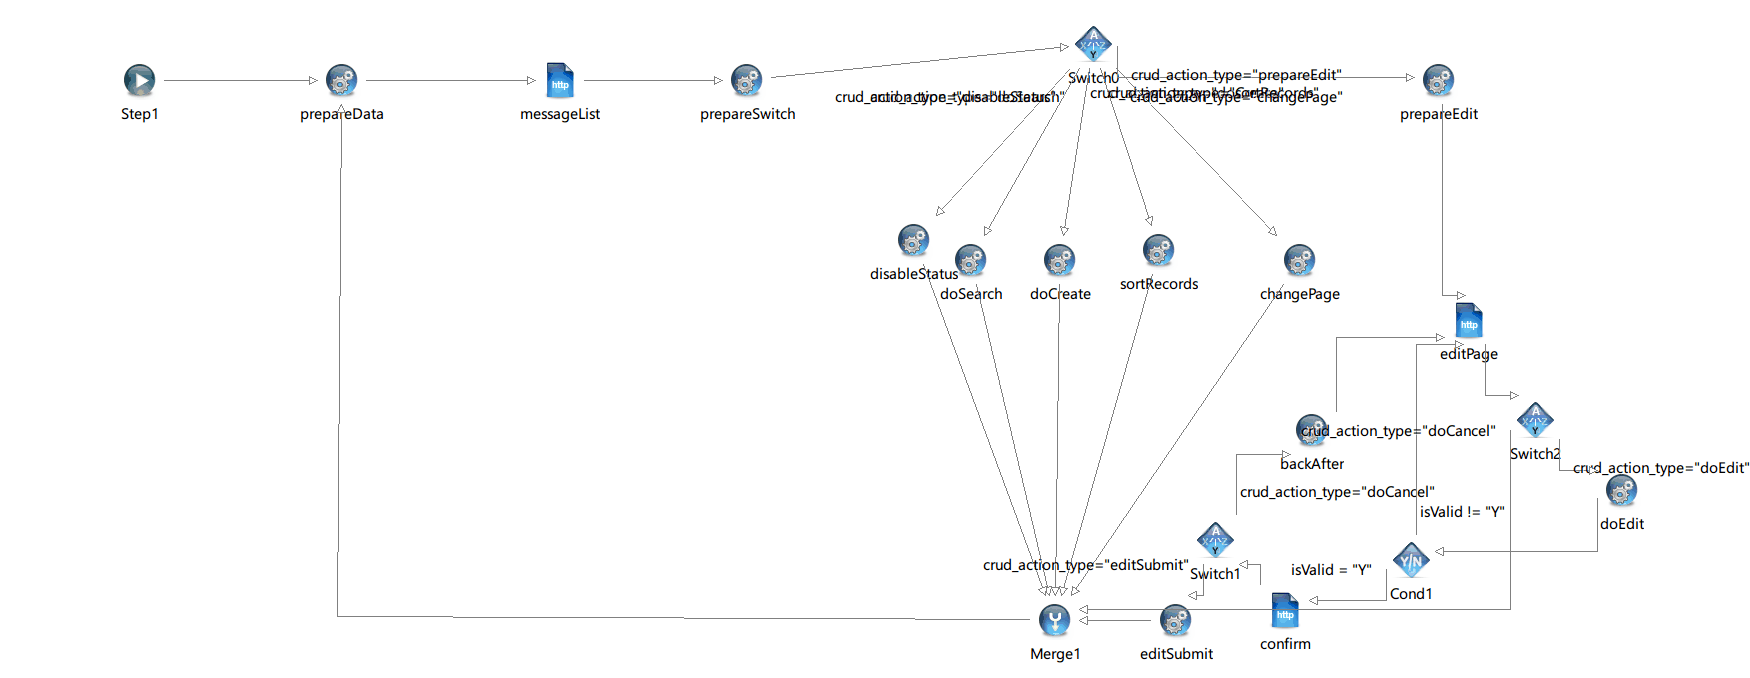 A
X/T/Z
Y
Switch0
crud_action_type="prepareEdit"
http
Step1
prepareData
messageList
prepareSwitch
prepareEdit
crud_action_type="disableStatus"
crud_action_type="changePage"
disableStatus
doSearch
doCreate
sortRecords
changePage
http
editPage
A
X/T/Z
Y
crud_action_type="doCancel"
Switch2
backAfter
crud_action_type="doEdit"
crud_action_type="doCancel"
isValid != "Y"
doEdit
A
X/T/Z
Y
Y/N
crud_action_type="editSubmit"
Switch1
isValid = "Y"
Cond1
http
confirm
Merge1
editSubmit